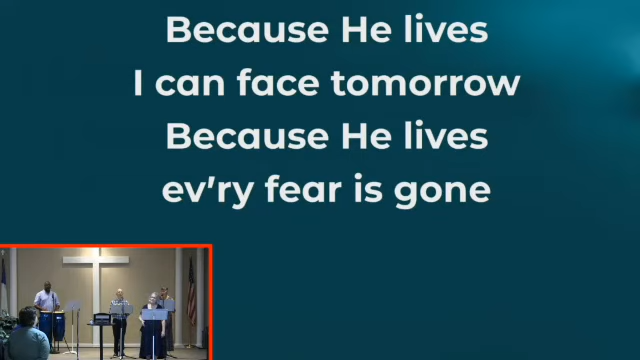 Because He lives
I can face tomorrow
Because He lives
ev'ry fear is gone